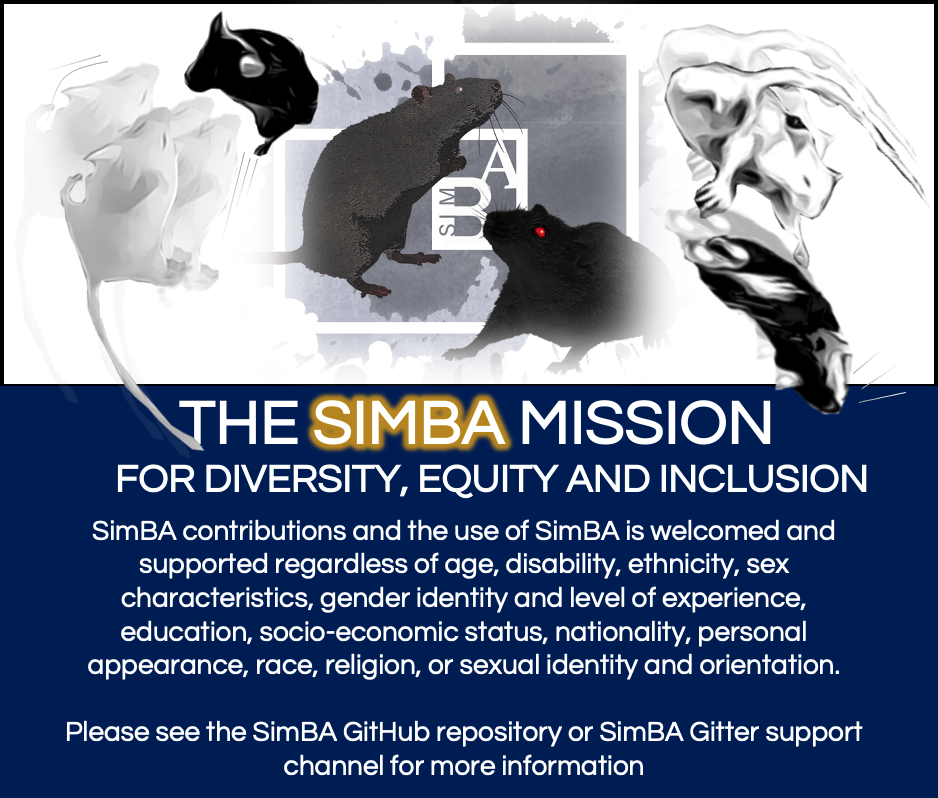 A
SIM
B
THE SIMBA MISSION
FOR DIVERSITY, EQUITY AND INCLUSION
SimBA contributions and the use of SimBA is welcomed and
supported regardless of age, disability, ethnicity, sex
characteristics, gender identity and level of experience,
education, socio-economic status, nationality, personal
appearance, race, religion, or sexual identity and orientation.
Please see the SimBA GitHub repository or SimBA Gitter support
channel for more information